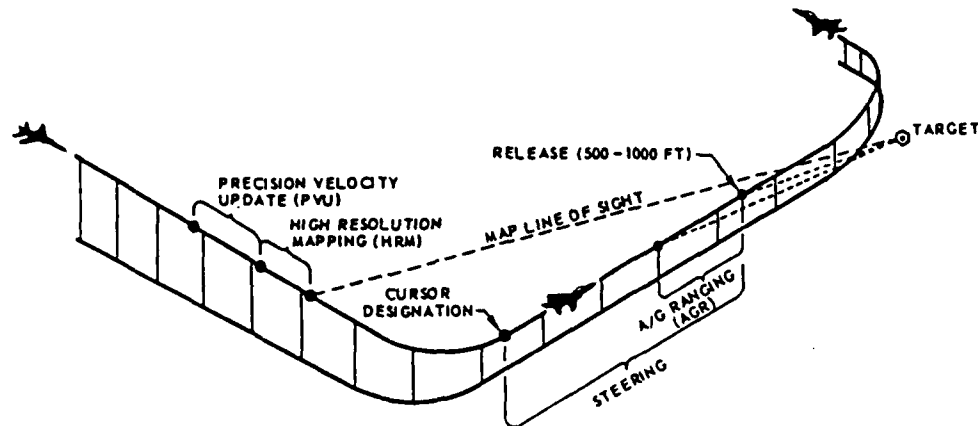 TARGET
RELEASE (500-1000 FT)
PRECISION VELOCITY
UPDATE (PVU)
HIGH RESOLUTION
MAPPING (HRM)
MAP LINE OF SIGHT
CURSOR
DESIGNATION
A/G RANGING
(AGR)
STEERING